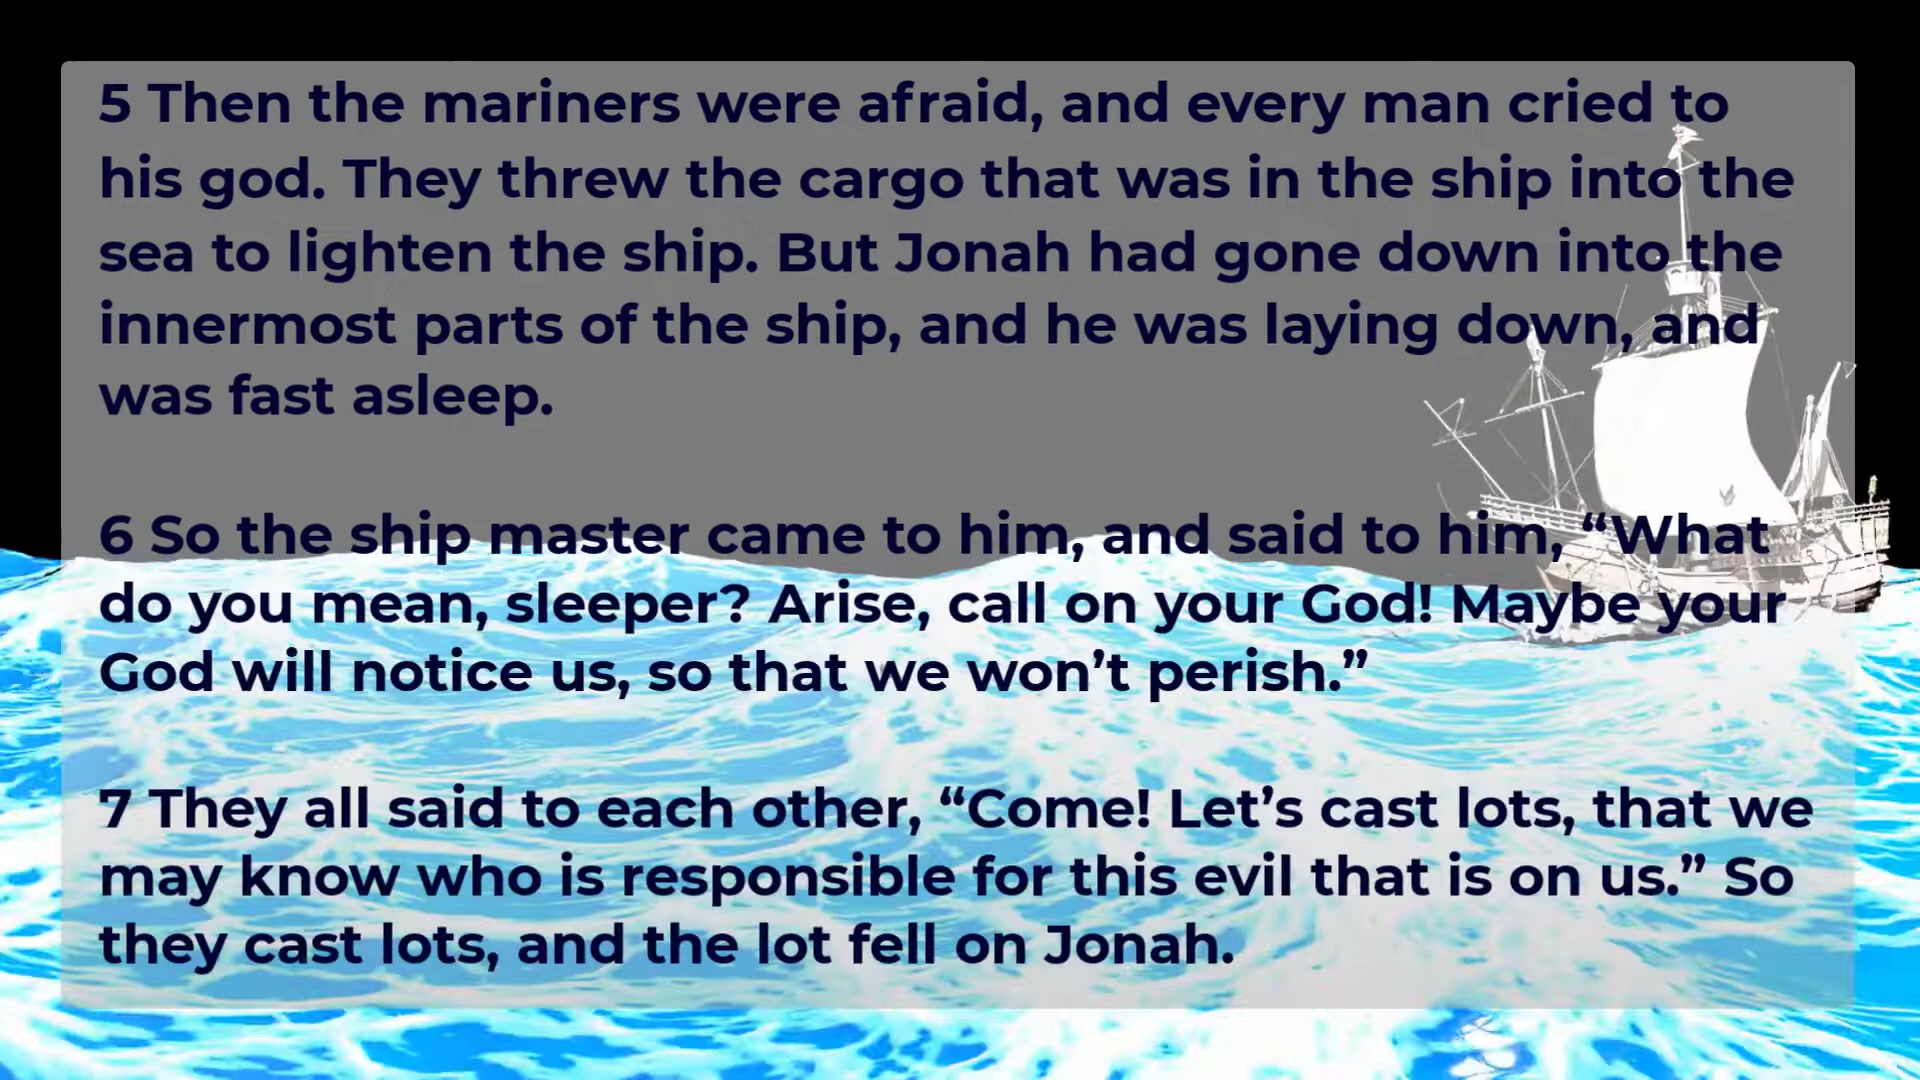 5 Then the mariners were afraid, and every man cried to
his god. They threw the cargo that was in the ship into the
sea to lighten the ship. But Jonah had gone down into the
innermost parts of the ship, and he was laying down, and
was fast asleep.
6 So the ship master came to him, and said to him, “What
do you mean, sleeper? Arise, call on your God! Maybe your
God will notice us, so that we won’t perish.”
7 They all said to each other, “Come! Let’s cast lots, that we
may know who is responsible for this evil that is on us.” So
they cast lots, and the lot fell on Jonah.